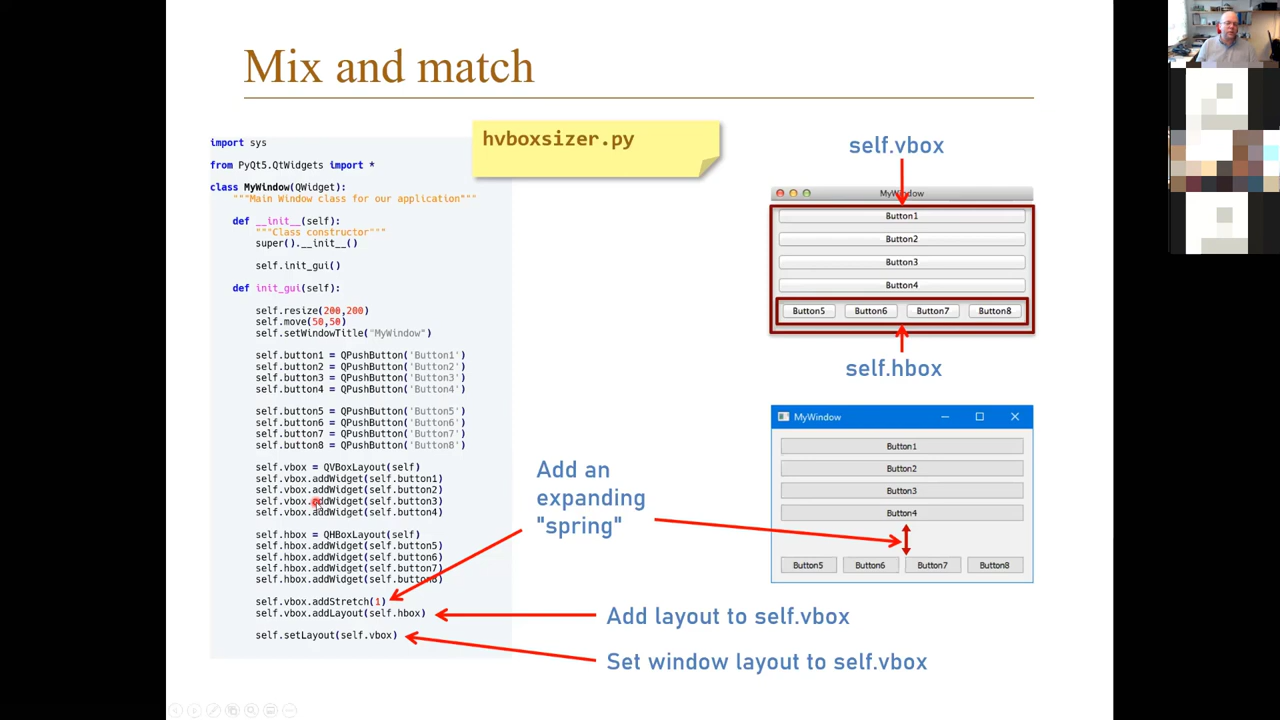 Mix and match
hvboxsizer.py
import sys
from PyQt5.QtWidgets import *
class MyWindow(QWidget):
"""Main Window class for our application"""
def __init__(self):
"""Class constructor"""
super().__init__()
self.init_gui()
def init_gui(self):
self.resize(200,200)
self.move(50,50)
self.setWindowTitle("MyWindow")
self.button1 = QPushButton('Button1')
self.button2 = QPushButton('Button2')
self.button3 = QPushButton('Button3')
self.button4 = QPushButton('Button4')
self.button5 = QPushButton('Button5')
self.button6 = QPushButton('Button6')
self.button7 = QPushButton('Button7')
self.button8 = QPushButton('Button8')
self.vbox = QVBoxLayout(self)
self.vbox.addWidget(self.button1)
self.vbox.addWidget(self.button2)
self.vbox.addWidget(self.button3)
self.vbox.addWidget(self.button4)
self.hbox = QHBoxLayout(self)
self.hbox.addWidget(self.button5)
self.hbox.addWidget(self.button6)
self.hbox.addWidget(self.button7)
self.hbox.addWidget(self.button8)
self.vbox.addStretch(1)
self.vbox.addLayout(self.hbox)
self.setLayout(self.vbox)
self.vbox
MyWindow
Button1
Button2
Button3
Button4
Button5 Button6 Button7 Button8
self.hbox
MyWindow
Button1
Button2
Button3
Button4
Button5 Button6 Button7 Button8
Add an
expanding
"spring"
Add layout to self.vbox
Set window layout to self.vbox